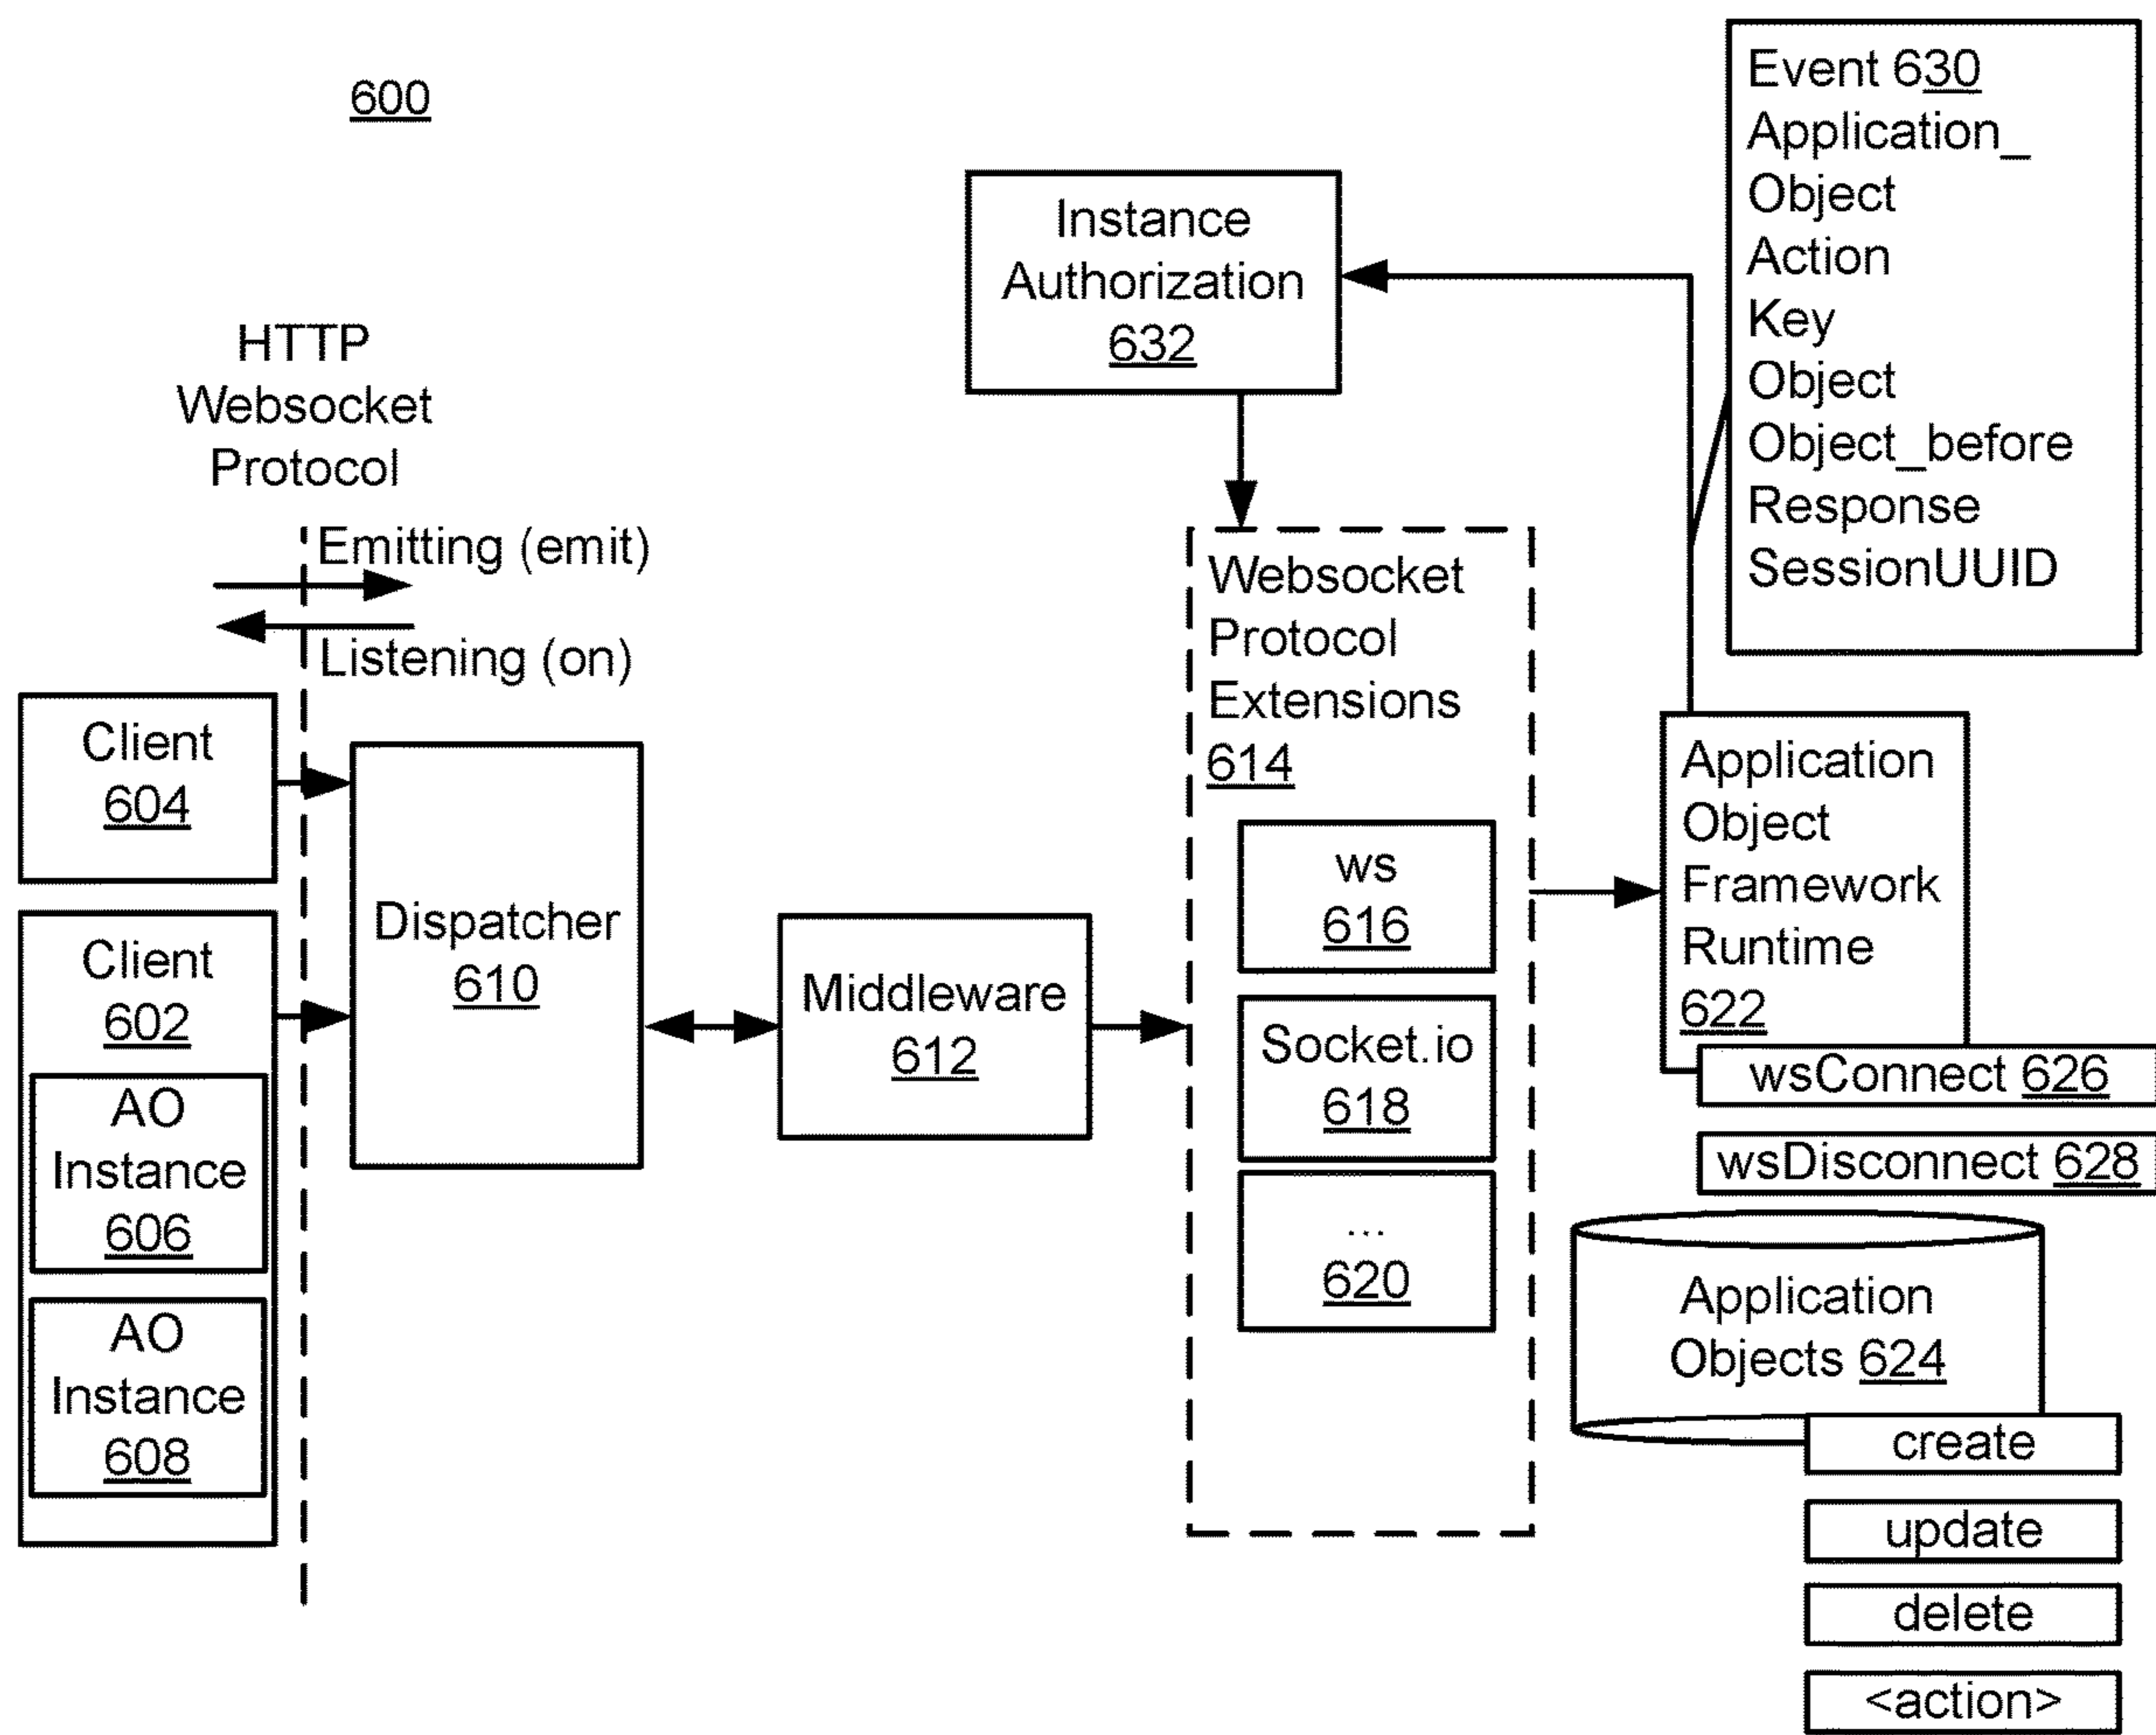 600
HTTP
Websocket
Protocol
Emitting (emit)
Listening (on)
Client
604
Client
602
AO
Instance
606
AO
Instance
608
Dispatcher
610
Middleware
612
Instance
Authorization
632
Websocket
Protocol
Extensions
614
ws
616
Socket.io
618
...
620
Event 630
Application_
Object
Action
Key
Object
Object_before
Response
SessionUUID
Application
Object
Framework
Runtime
622
wsConnect 626
wsDisconnect 628
Application
Objects 624
create
update
delete
<action>